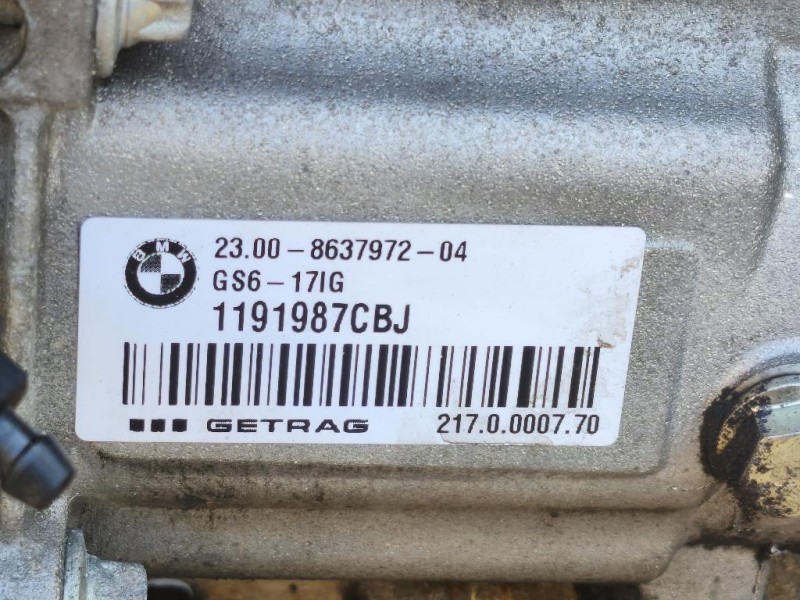 BMW
23.00-8637972-04
GS6-17IG
1191987CBJ
GETRAG 217.0.0007.70